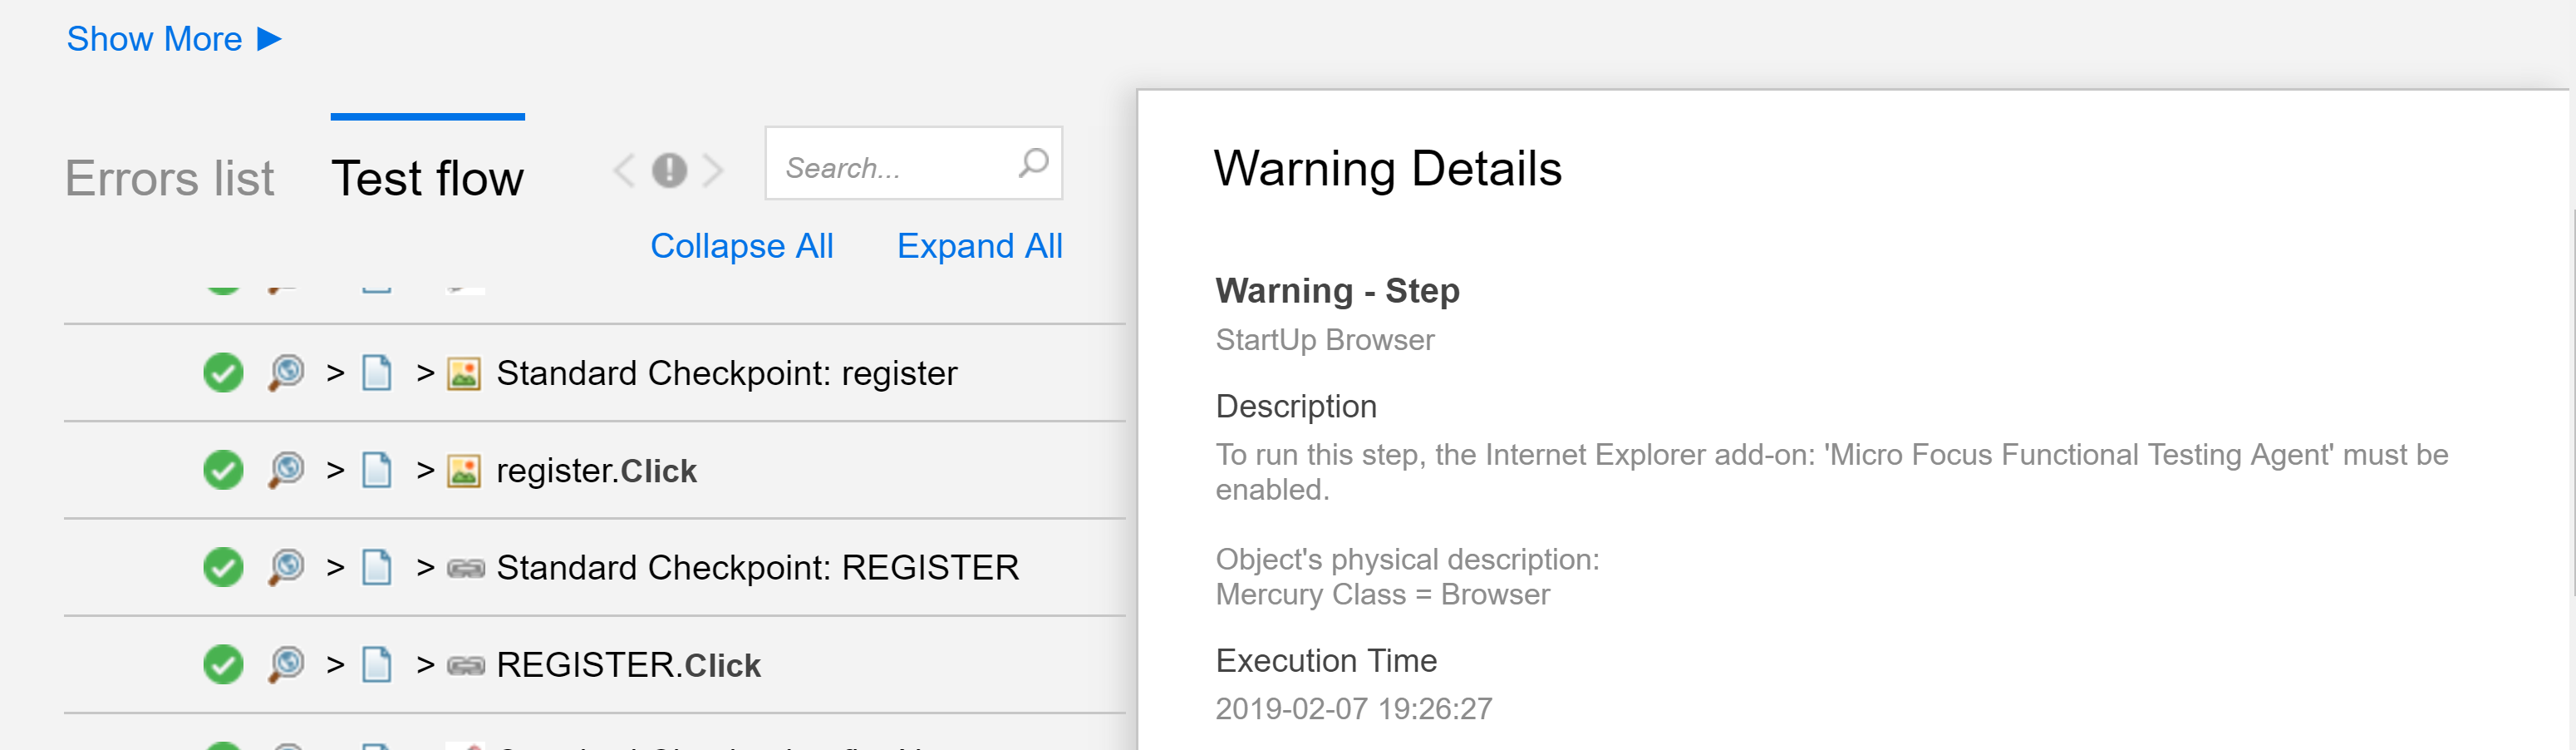 Show More ►
Errors list
Test flow
Search...
Collapse All
Expand All
> > Standard Checkpoint: register
> > register.Click
> > Standard Checkpoint: REGISTER
> > REGISTER.Click
Warning Details
Warning - Step
StartUp Browser
Description
To run this step, the Internet Explorer add-on: 'Micro Focus Functional Testing Agent' must be
enabled.
Object's physical description:
Mercury Class = Browser
Execution Time
2019-02-07 19:26:27